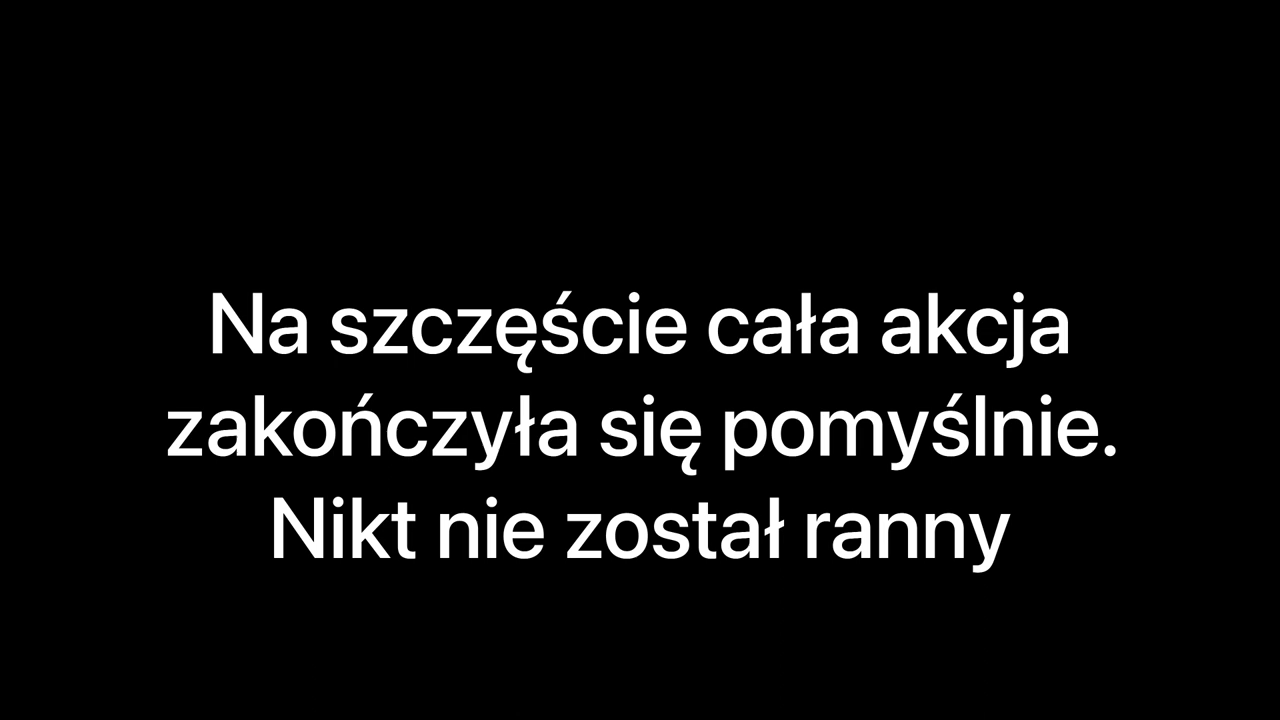 Na szczęście cała akcja
zakończyła się pomyślnie.
Nikt nie został ranny